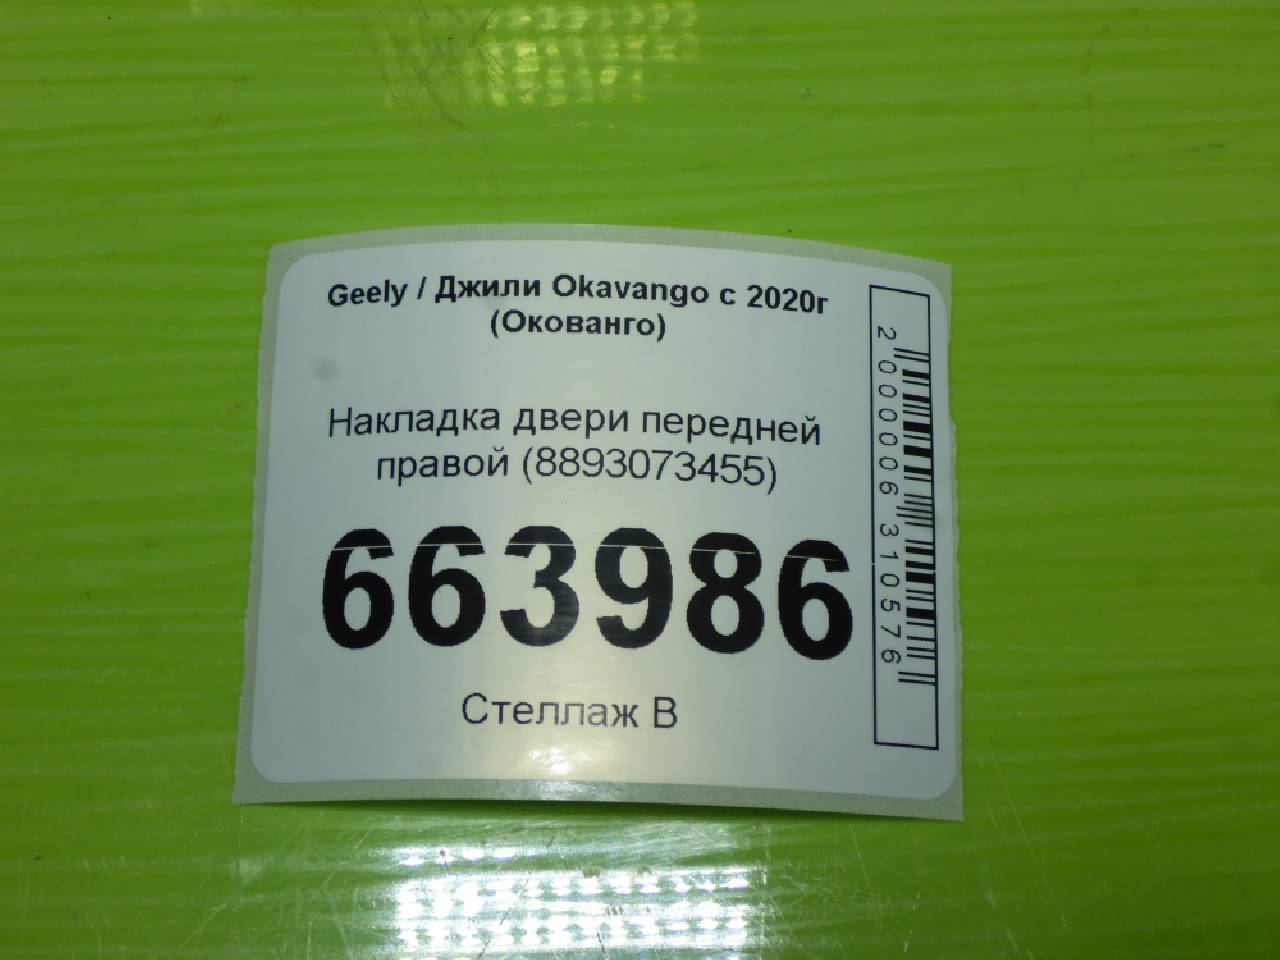 Geely / Джили Okavango с 2020г
(Окованго)
Накладка двери передней
правой (8893073455)
663986
Стеллаж В
2000006310576